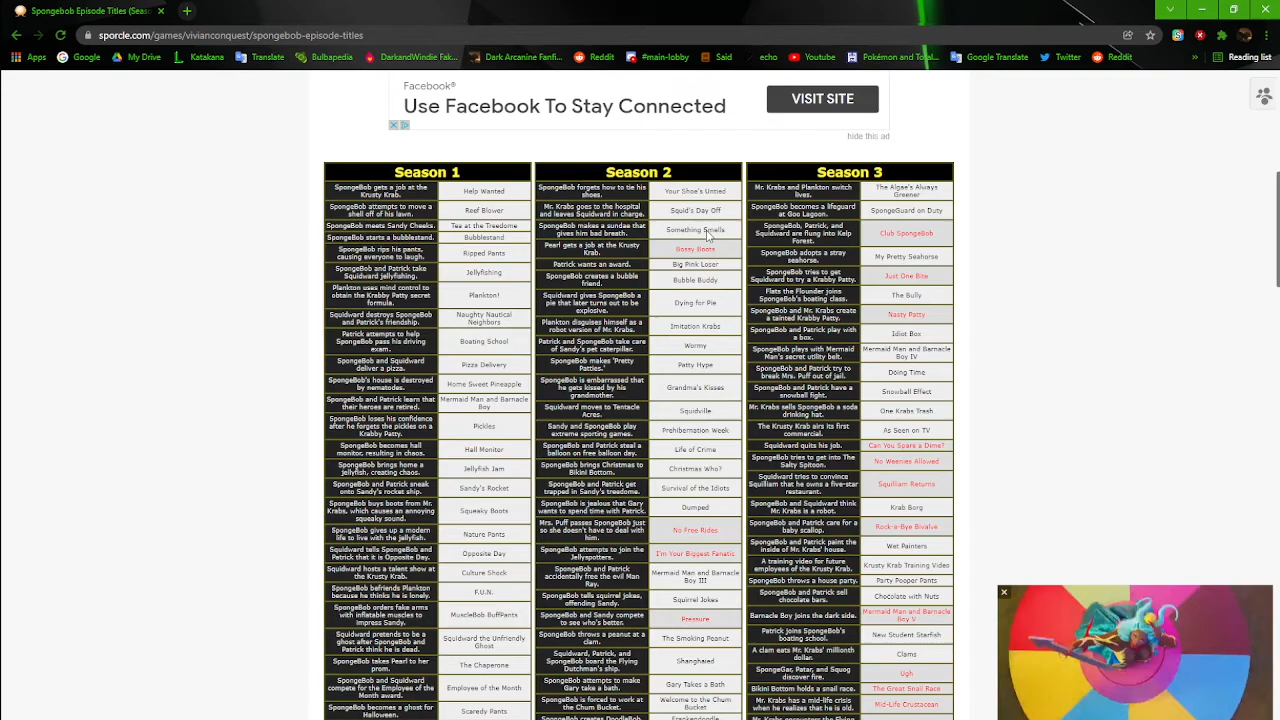 Spongebob Episode Titles (Seas
sporcle.com/games/vivianconquest/spongebob-episode-titles
Apps Google My Drive Katakana Translate Bulbapedia DarkandWindie Fak... Dark Arcanine Fanfi... Reddit #main-lobby Said echo Youtube Pokémon and Total... Google Translate Twitter Reddit » Reading list
Facebook®
Use Facebook To Stay Connected
VISIT SITE
hide this ad
Season 1
SpongeBob gets a job at the
Krusty Krab.
Help Wanted
SpongeBob attempts to move a
shell off of his lawn.
Reef Blower
SpongeBob meets Sandy Cheeks.
Tea at the Treedome
SpongeBob starts a bubblestand.
Bubblestand
SpongeBob rips his pants,
causing everyone to laugh.
Ripped Pants
SpongeBob and Patrick take
Squidward jellyfishing.
Jellyfishing
Plankton uses mind control to
obtain the Krabby Patty secret
formula.
Plankton!
Squidward destroys SpongeBob
and Patrick's friendship.
Naughty Nautical
Neighbors
Patrick attempts to help
SpongeBob pass his driving
exam.
Boating School
SpongeBob and Squidward
deliver a pizza.
Pizza Delivery
SpongeBob's house is destroyed
by nematodes.
Home Sweet Pineapple
SpongeBob and Patrick learn that
their heroes are retired.
Mermaid Man and Barnacle
Boy
SpongeBob loses his confidence
after he forgets the pickles on a
Krabby Patty.
Pickles
SpongeBob becomes hall
monitor, resulting in chaos.
Hall Monitor
SpongeBob brings home a
jellyfish, creating chaos.
Jellyfish Jam
SpongeBob and Patrick sneak
onto Sandy's rocket ship.
Sandy's Rocket
SpongeBob buys boots from Mr.
Krabs, which causes an annoying
squeaky sound.
Squeaky Boots
SpongeBob gives up a modern
life to live with the jellyfish.
Nature Pants
Squidward tells SpongeBob and
Patrick that it is Opposite Day.
Opposite Day
Squidward hosts a talent show at
the Krusty Krab.
Culture Shock
SpongeBob befriends Plankton
because he thinks he is lonely.
F.U.N.
SpongeBob orders fake arms
with inflatable muscles to
impress Sandy.
MuscleBob BuffPants
Squidward pretends to be a
ghost after SpongeBob and
Patrick think he is dead.
Squidward the Unfriendly
Ghost
SpongeBob takes Pearl to her
prom.
The Chaperone
SpongeBob and Squidward
compete for the Employee of the
Month award.
Employee of the Month
SpongeBob becomes a ghost for
Halloween.
Scaredy Pants
Season 2
SpongeBob forgets how to tie his
shoes.
Your Shoe's Untied
Mr. Krabs goes to the hospital
and leaves Squidward in charge.
Squid's Day Off
SpongeBob makes a sundae that
gives him bad breath.
Something Smells
Pearl gets a job at the Krusty
Krab.
Bossy Boots
Patrick wants an award.
Big Pink Loser
SpongeBob creates a bubble
friend.
Bubble Buddy
Squidward gives SpongeBob a
pie that later turns out to be
explosive.
Dying for Pie
Plankton disguises himself as a
robot version of Mr. Krabs.
Imitation Krabs
Patrick and SpongeBob take care
of Sandy's pet caterpillar.
Wormy
SpongeBob makes 'Pretty
Patties.'
Patty Hype
SpongeBob is embarrassed that
he gets kissed by his
grandmother.
Grandma's Kisses
Squidward moves to Tentacle
Acres.
Squidville
Sandy and SpongeBob play
extreme sporting games.
Prehibernation Week
SpongeBob and Patrick steal a
balloon on free balloon day.
Life of Crime
SpongeBob brings Christmas to
Bikini Bottom.
Christmas Who?
SpongeBob and Patrick get
trapped in Sandy's treedome.
Survival of the Idiots
SpongeBob is jealous that Gary
wants to spend time with Patrick.
Dumped
Mrs. Puff passes SpongeBob just
so she doesn't have to deal with
him.
No Free Rides
SpongeBob attempts to join the
Jellyspotters.
I'm Your Biggest Fanatic
SpongeBob and Patrick
accidentally free the evil Man
Ray.
Mermaid Man and Barnacle
Boy III
SpongeBob tells squirrel jokes,
offending Sandy.
Squirrel Jokes
SpongeBob and Sandy compete
to see who's better.
Pressure
SpongeBob throws a peanut at a
clam.
The Smoking Peanut
Squidward, Patrick, and
SpongeBob board the Flying
Dutchman's ship.
Shanghaied
SpongeBob attempts to make
Gary take a bath.
Gary Takes a Bath
SpongeBob is forced to work at
the Chum Bucket.
Welcome to the Chum
Bucket
SpongeBob creates DoodleBob.
Frankendoodle
Season 3
Mr. Krabs and Plankton switch
lives.
The Algae's Always
Greener
SpongeBob becomes a lifeguard
at Goo Lagoon.
SpongeGuard on Duty
SpongeBob, Patrick, and
Squidward are flung into Kelp
Forest.
Club SpongeBob
SpongeBob adopts a stray
seahorse.
My Pretty Seahorse
SpongeBob tries to get
Squidward to try a Krabby Patty.
Just One Bite
Flats the Flounder joins
SpongeBob's boating class.
The Bully
SpongeBob and Mr. Krabs create
a tainted Krabby Patty.
Nasty Patty
SpongeBob and Patrick play with
a box.
Idiot Box
SpongeBob plays with Mermaid
Man's secret utility belt.
Mermaid Man and Barnacle
Boy IV
SpongeBob and Patrick try to
break Mrs. Puff out of jail.
Doing Time
SpongeBob and Patrick have a
snowball fight.
Snowball Effect
Mr. Krabs sells SpongeBob a soda
drinking hat.
One Krabs Trash
The Krusty Krab airs its first
commercial.
As Seen on TV
Squidward quits his job.
Can You Spare a Dime?
SpongeBob tries to get into The
Salty Spitoon.
No Weenies Allowed
Squidward tries to convince
Squilliam that he owns a five-star
restaurant.
Squilliam Returns
SpongeBob and Squidward think
Mr. Krabs is a robot.
Krab Borg
SpongeBob and Patrick care for a
baby scallop.
Rock-a-Bye Bivalve
SpongeBob and Patrick paint the
inside of Mr. Krabs' house.
Wet Painters
A training video for future
employees of the Krusty Krab.
Krusty Krab Training Video
SpongeBob throws a house party.
Party Pooper Pants
SpongeBob and Patrick sell
chocolate bars.
Chocolate with Nuts
Barnacle Boy joins the dark side.
Mermaid Man and Barnacle
Boy V
Patrick joins SpongeBob's
boating school.
New Student Starfish
A clam eats Mr. Krabs' millionth
dollar.
Clams
SpongeGar, Patar, and Squog
discover fire.
Ugh
Bikini Bottom holds a snail race.
The Great Snail Race
Mr. Krabs has a mid-life crisis
when he realizes that he is old.
Mid-Life Crustacean
Mr. Krabs encounters the Flying